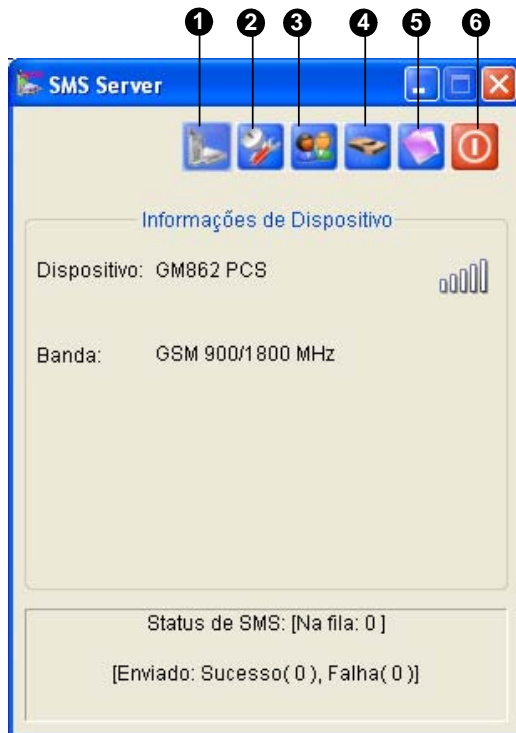 1 2 3 4 5 6
SMS Server
Informações de Dispositivo
Dispositivo: GM862 PCS
Banda: GSM 900/1800 MHz
Status de SMS: [Na fila: 0 ]
[Enviado: Sucesso( 0 ), Falha( 0 )]